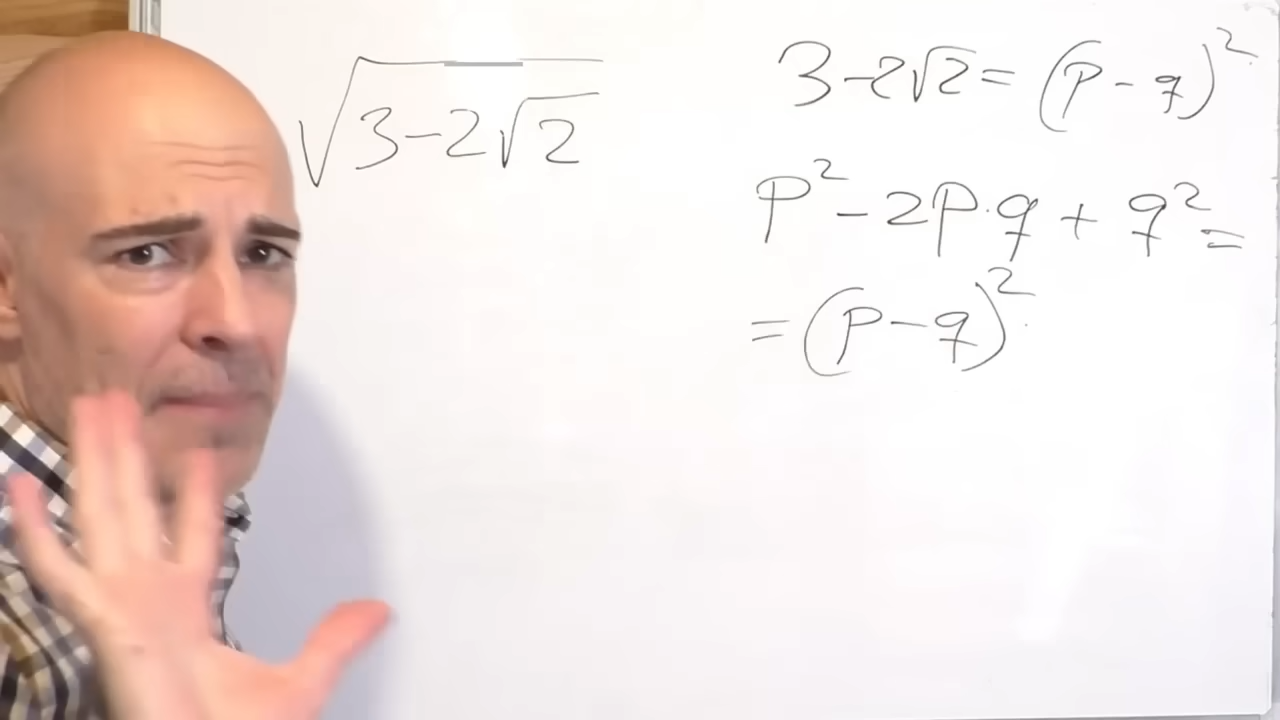 √(3-2√2)
3-2√2 = (p-q)²
p² - 2p·q + q² =
= (p-q)²